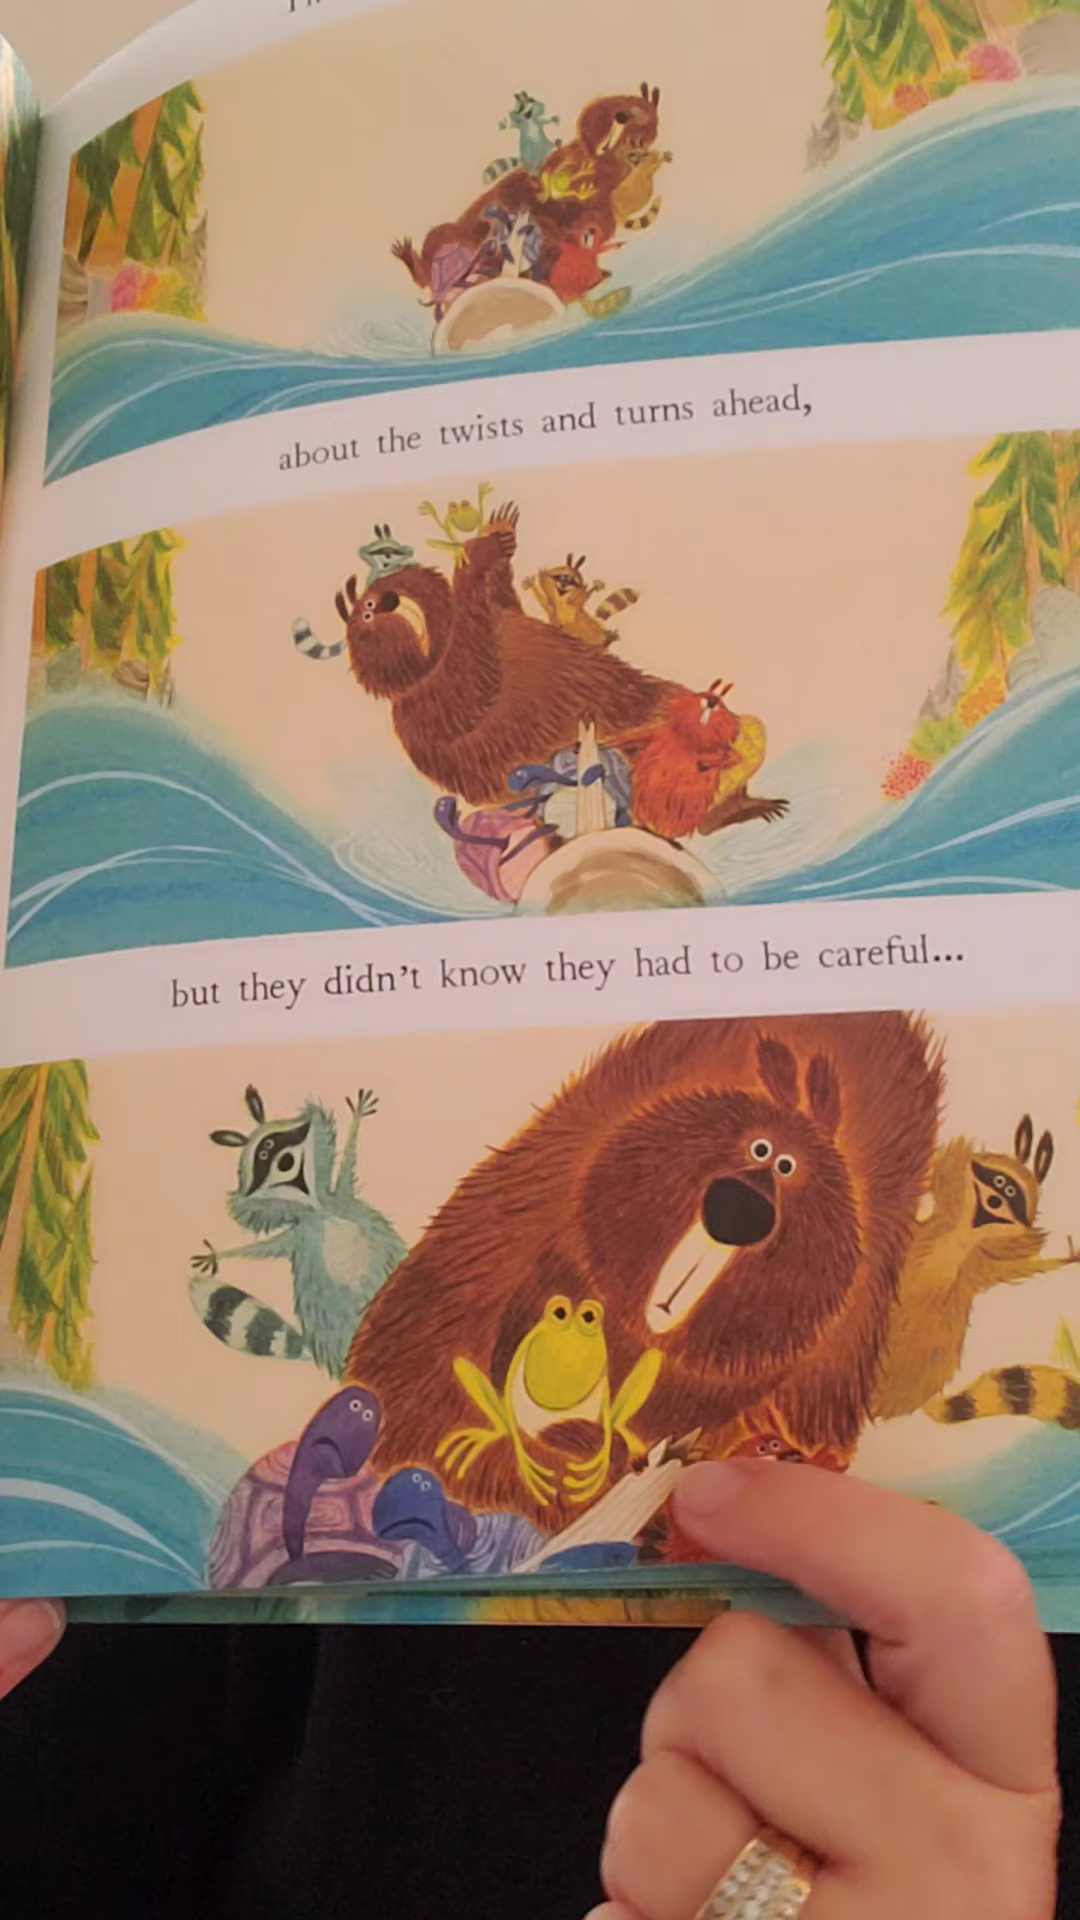 about the twists and turns ahead,
but they didn't know they had to be careful...